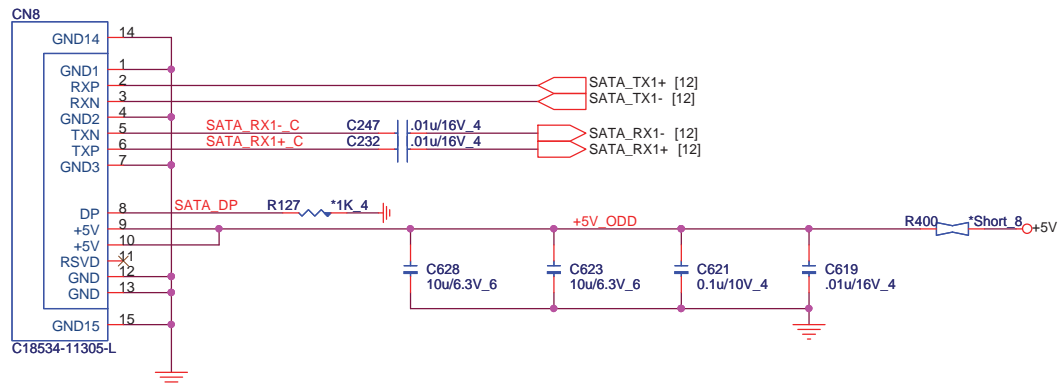 CN8
GND14 14
GND1 1
RXP 2 SATA_TX1+ [12]
RXN 3 SATA_TX1- [12]
GND2 4
TXN 5 SATA_RX1-_C C247 .01u/16V_4 SATA_RX1- [12]
TXP 6 SATA_RX1+_C C232 .01u/16V_4 SATA_RX1+ [12]
GND3 7
DP 8 SATA_DP R127 *1K_4
+5V 9 +5V_ODD R400 *Short_8 +5V
+5V 10
RSVD 11
GND 12
GND 13
C628 C623 C621 C619
10u/6.3V_6 10u/6.3V_6 0.1u/10V_4 .01u/16V_4
GND15 15
C18534-11305-L